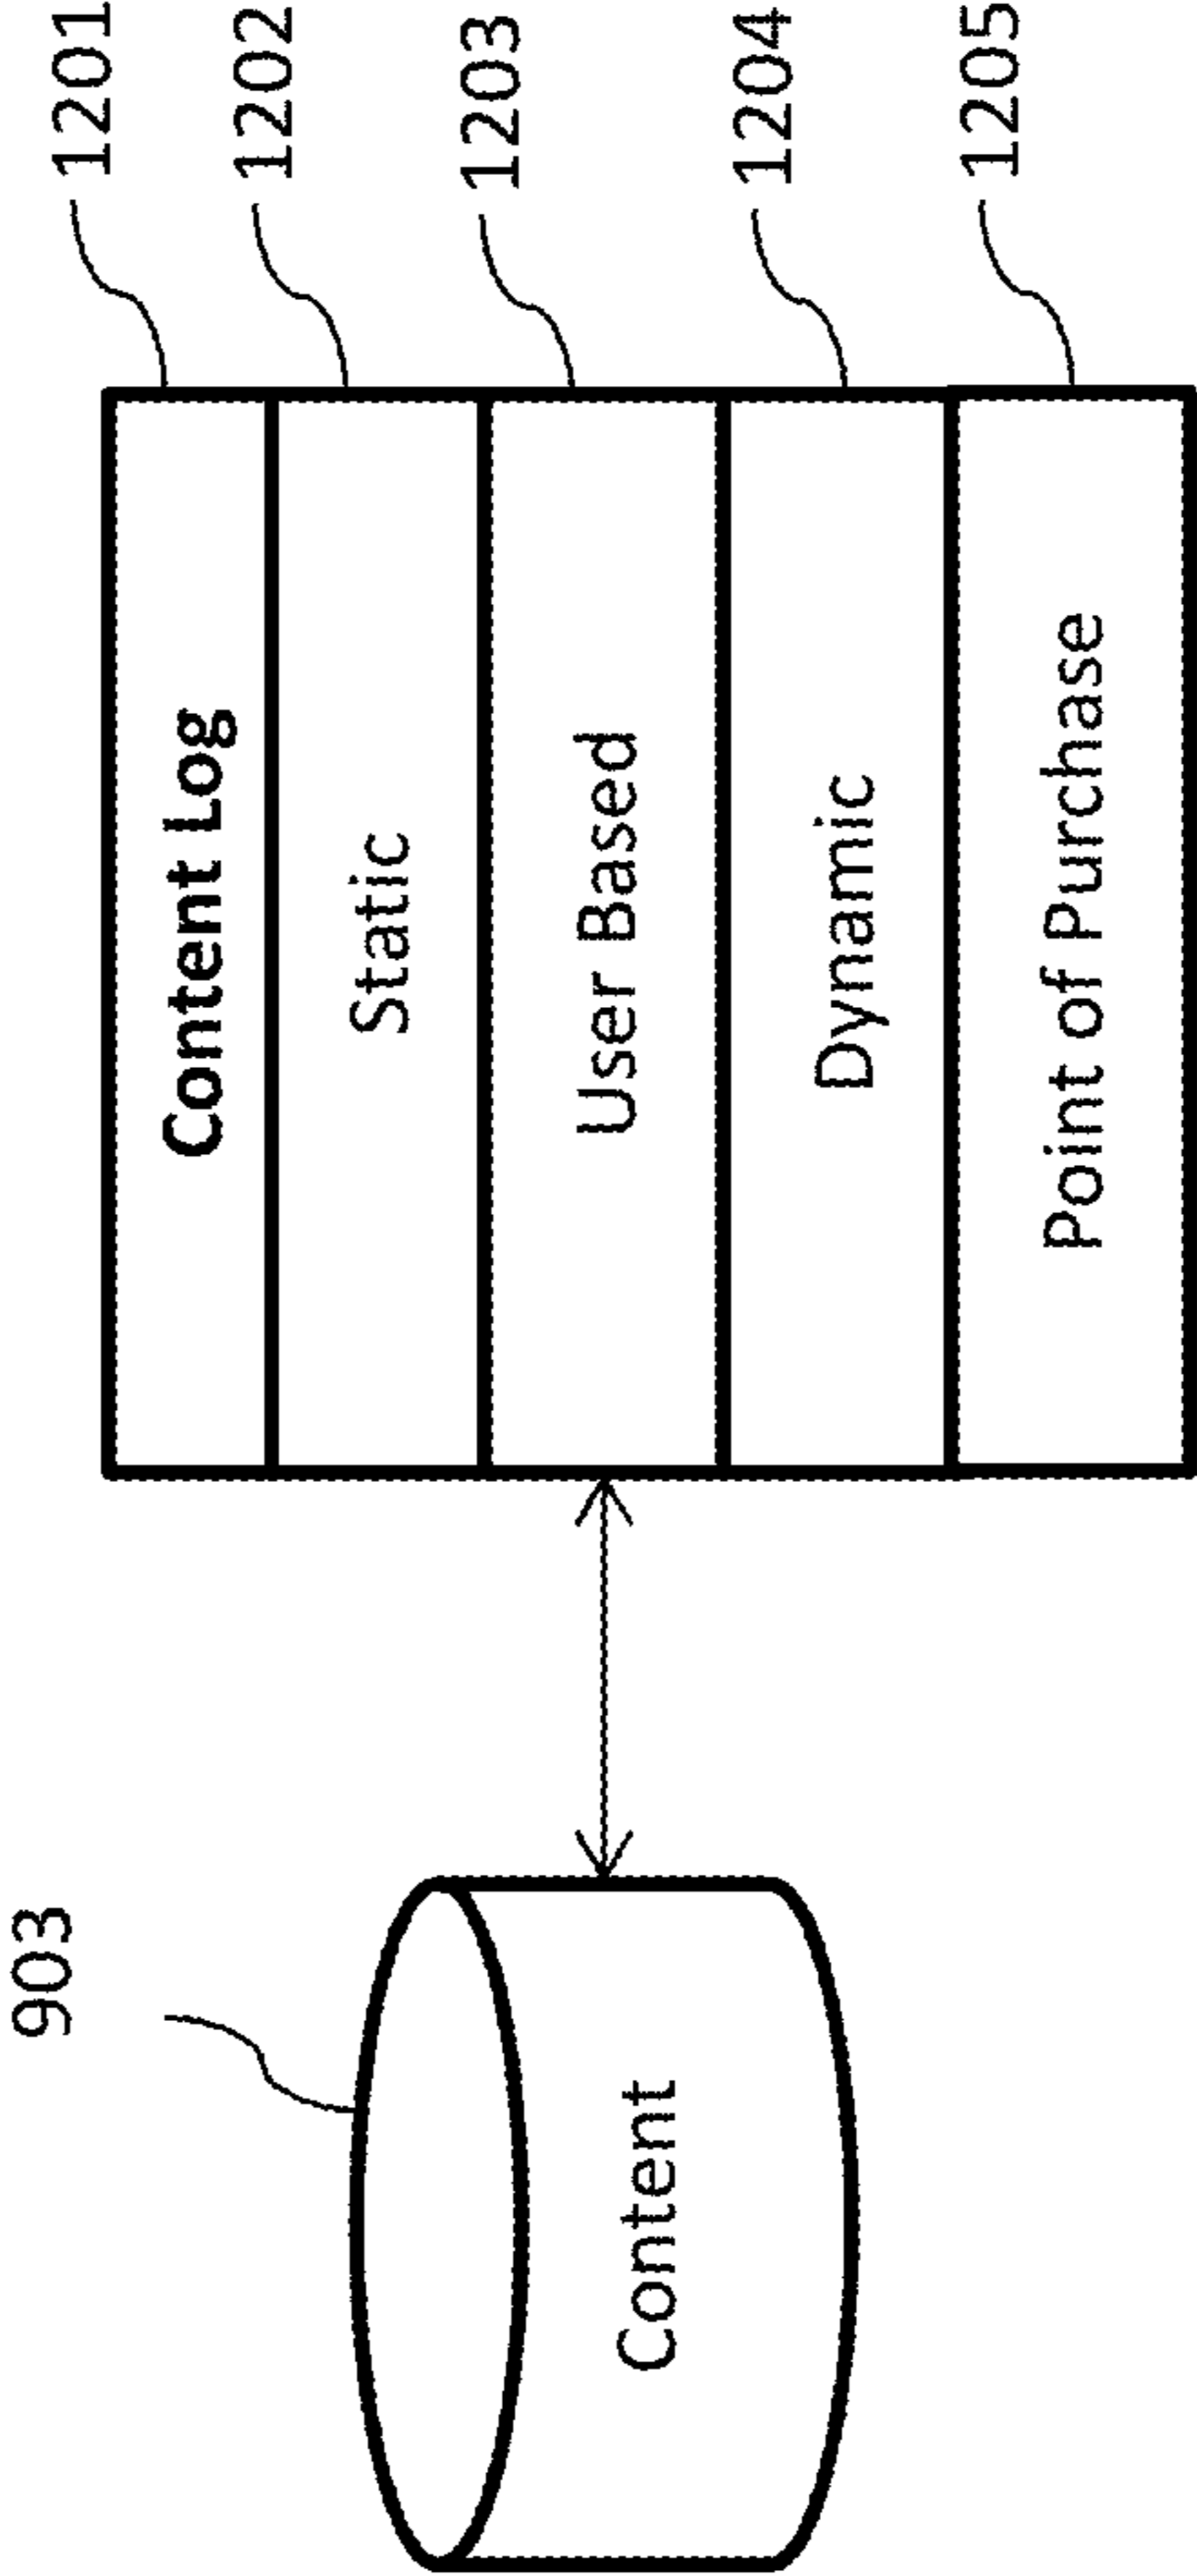 903
Content
Content Log
1201
Static
1202
User Based
1203
Dynamic
1204
Point of Purchase
1205